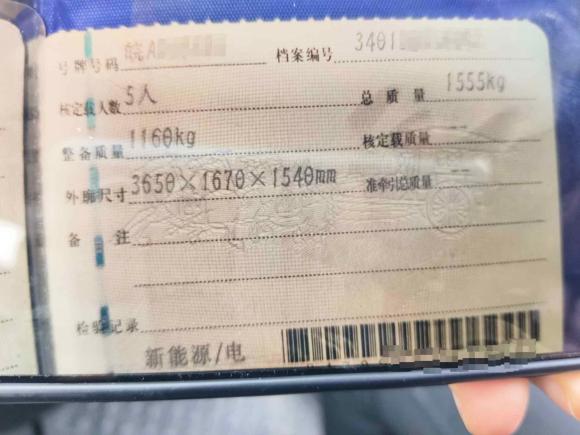 号牌号码 皖A 档案编号 3401
核定载人数 5人 总质量 1555kg
整备质量 1160kg 核定载质量 --
外廓尺寸 3650×1670×1540mm 准牵引总质量 --
备注
检验记录
新能源/电